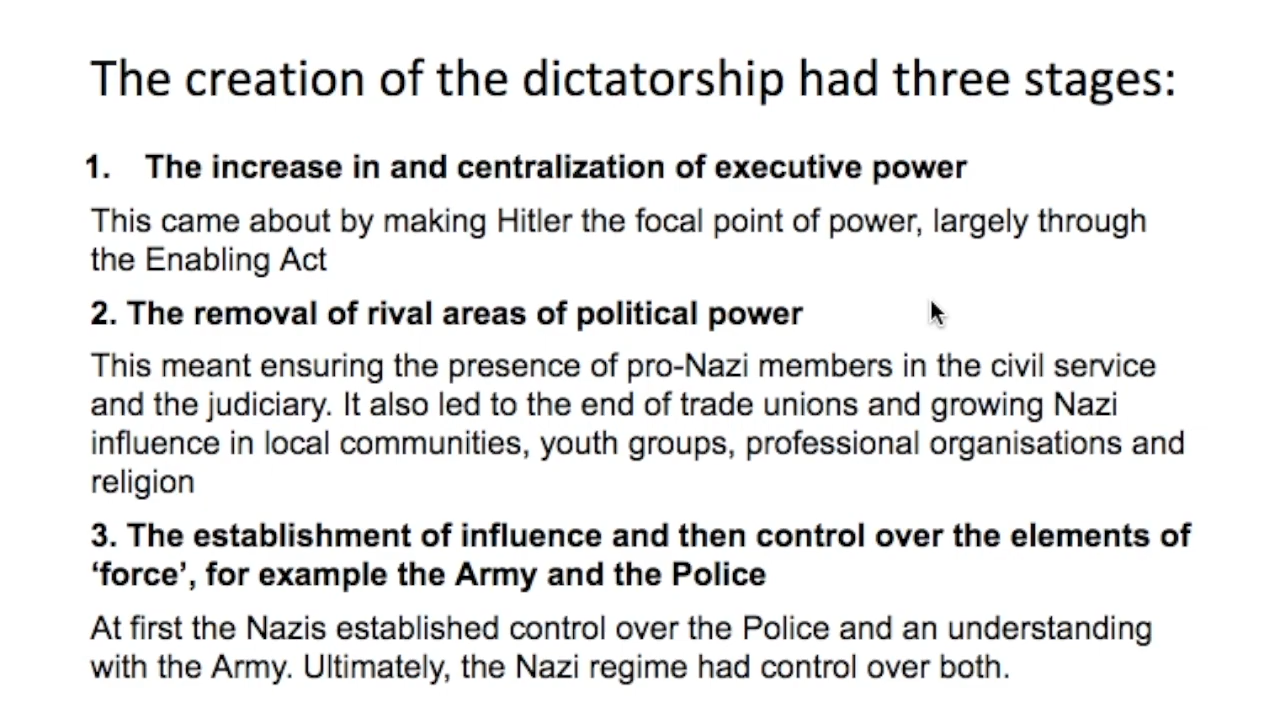 The creation of the dictatorship had three stages:
1. The increase in and centralization of executive power
This came about by making Hitler the focal point of power, largely through
the Enabling Act
2. The removal of rival areas of political power
This meant ensuring the presence of pro-Nazi members in the civil service
and the judiciary. It also led to the end of trade unions and growing Nazi
influence in local communities, youth groups, professional organisations and
religion
3. The establishment of influence and then control over the elements of
‘force’, for example the Army and the Police
At first the Nazis established control over the Police and an understanding
with the Army. Ultimately, the Nazi regime had control over both.